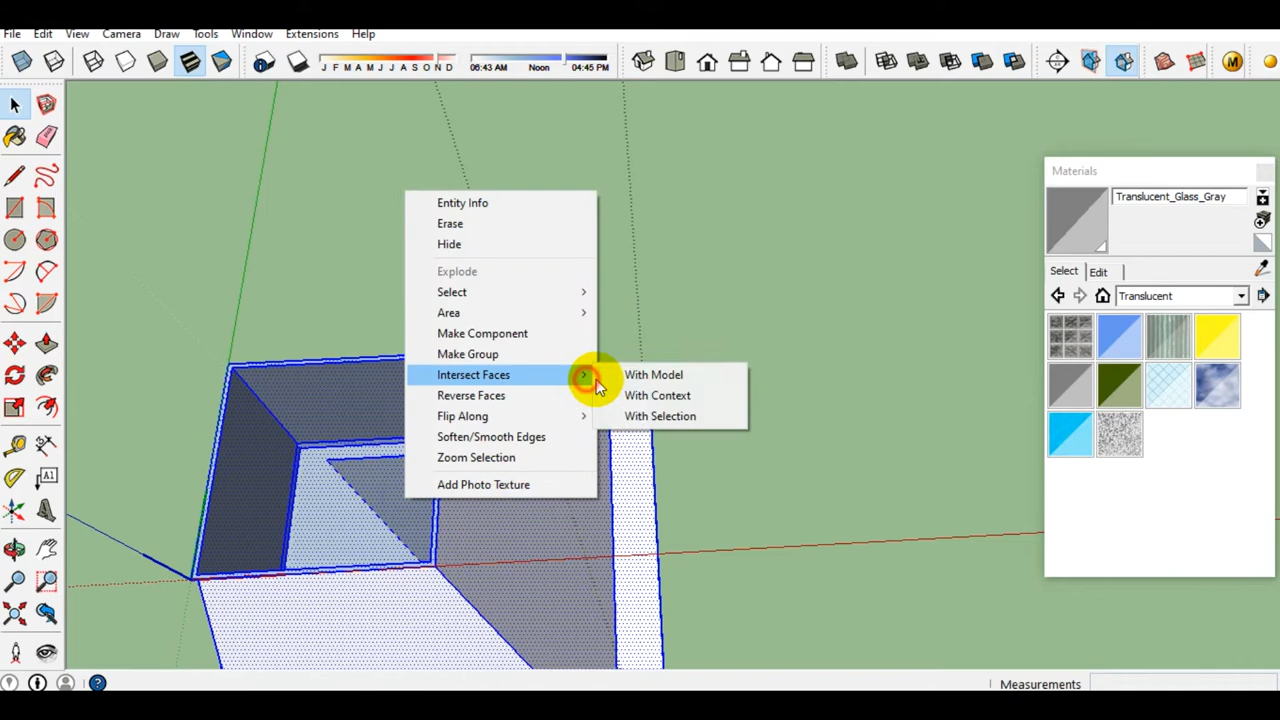 File Edit View Camera Draw Tools Window Extensions Help
J F M A M J J A S O N D 06:43 AM Noon 04:45 PM
M
Materials
Translucent_Glass_Gray
Select Edit
Translucent
Entity Info
Erase
Hide
Explode
Select
Area
Make Component
Make Group
Intersect Faces
Reverse Faces
Flip Along
Soften/Smooth Edges
Zoom Selection
Add Photo Texture
With Model
With Context
With Selection
A1
A
Measurements